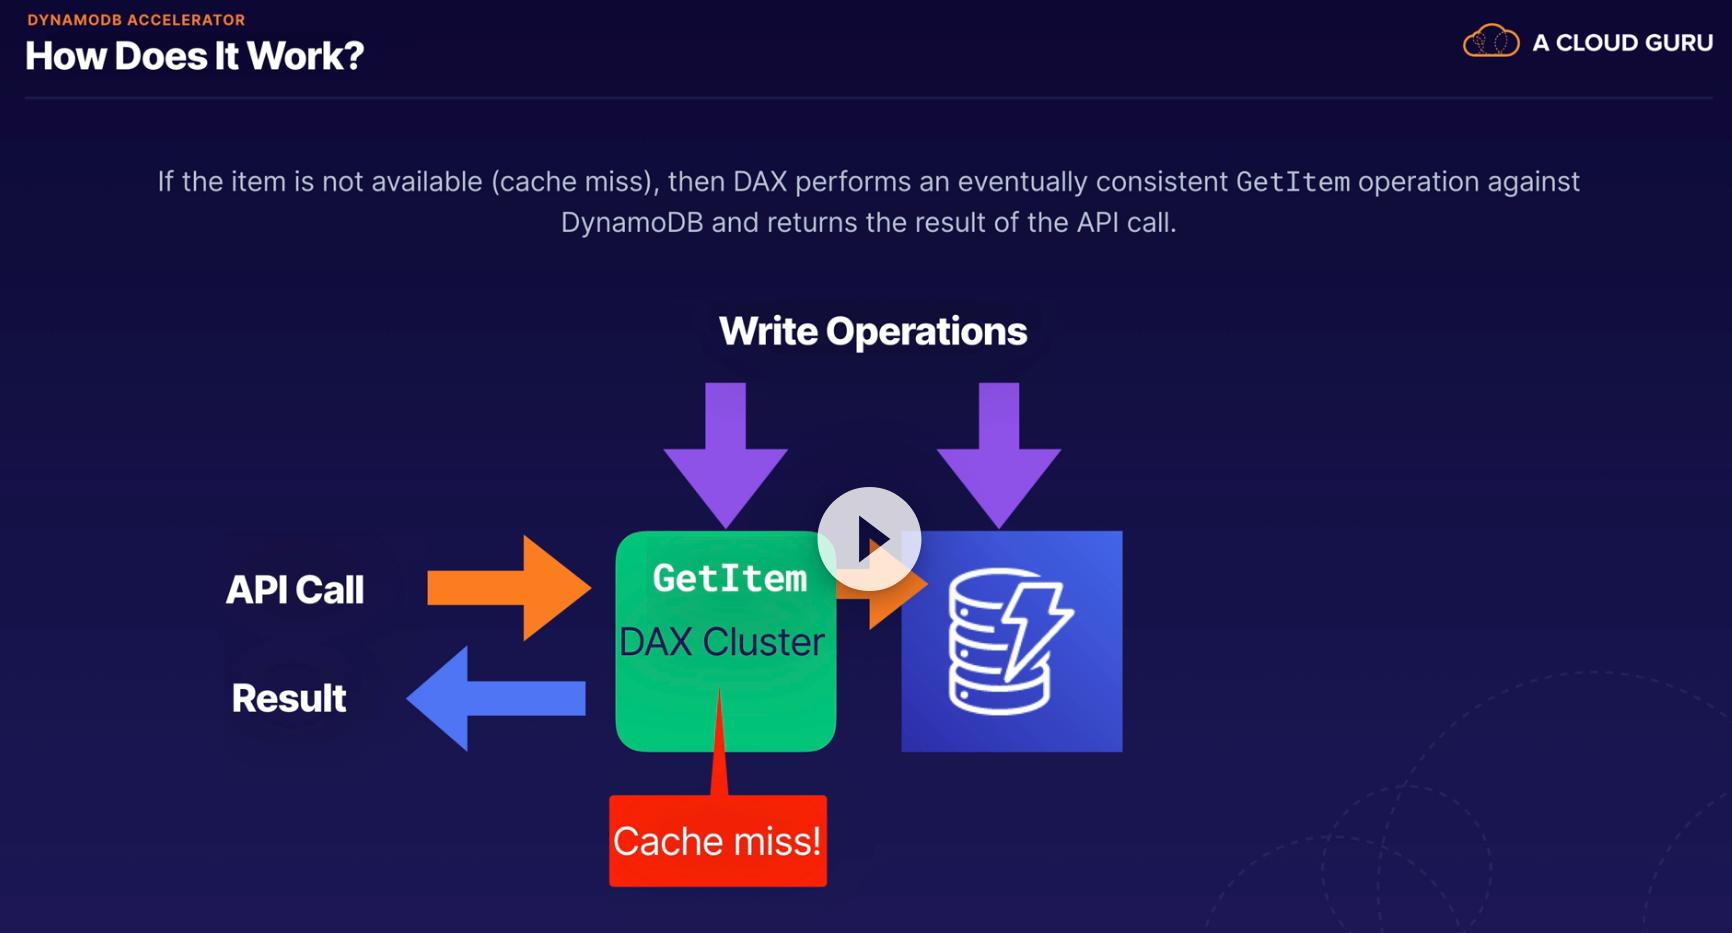 DYNAMODB ACCELERATOR
How Does It Work?
A CLOUD GURU
If the item is not available (cache miss), then DAX performs an eventually consistent GetItem operation against
DynamoDB and returns the result of the API call.
Write Operations
API Call
GetItem
DAX Cluster
Result
Cache miss!